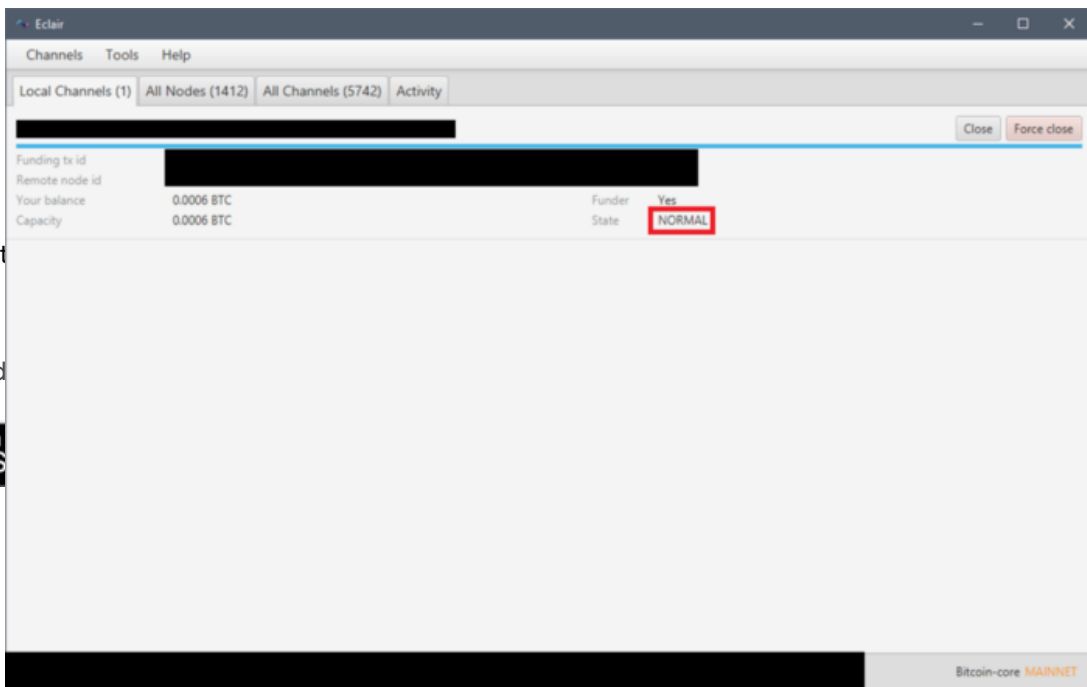 Eclair
Channels Tools Help
Local Channels (1) All Nodes (1412) All Channels (5742) Activity
Close Force close
Funding tx id
Remote node id
Your balance 0.0006 BTC Funder Yes
Capacity 0.0006 BTC State NORMAL
t
d
s
Bitcoin-core MAINNET